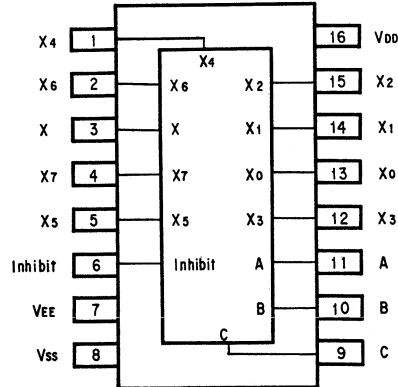 X4 1 X4 16 VDD
X6 2 X6 X2 15 X2
X 3 X X1 14 X1
X7 4 X7 X0 13 X0
X5 5 X5 X3 12 X3
Inhibit 6 Inhibit A 11 A
VEE 7 B 10 B
VSS 8 C 9 C